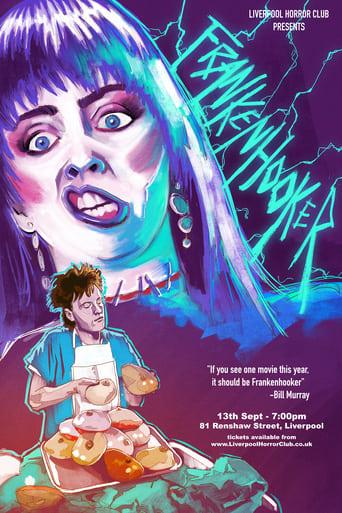 LIVERPOOL HORROR CLUB
PRESENTS
FRANKENHOOKER
"If you see one movie this year,
it should be Frankenhooker"
-Bill Murray
13th Sept - 7:00pm
81 Renshaw Street, Liverpool
tickets available from
www.LiverpoolHorrorClub.co.uk